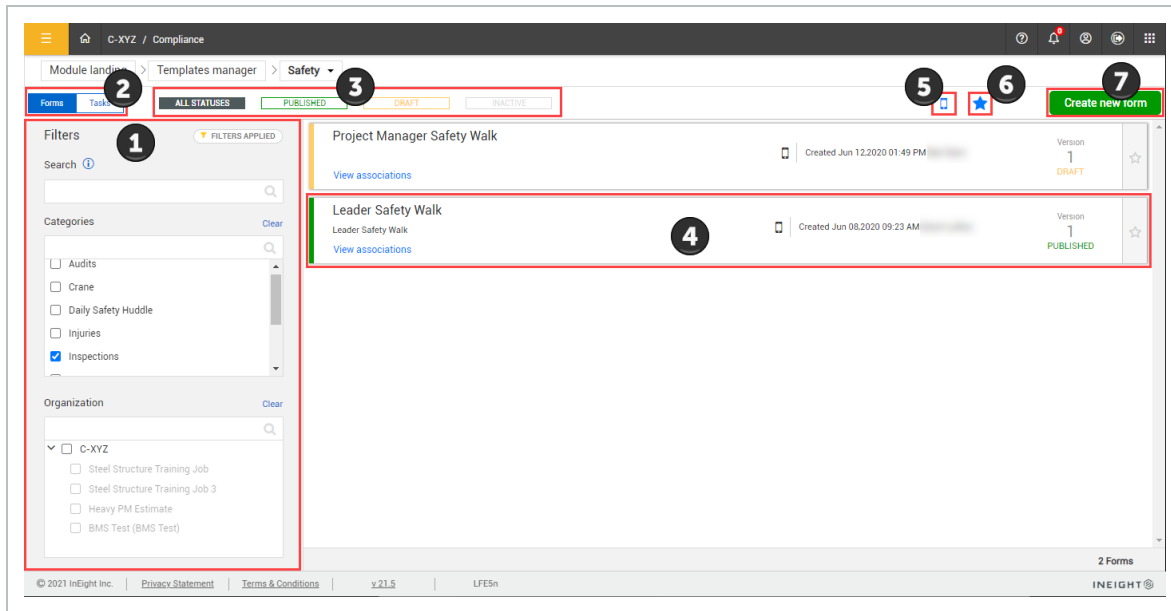 C-XYZ / Compliance
0
Module landing > Templates manager > Safety
Forms Tasks
2
ALL STATUSES PUBLISHED DRAFT INACTIVE
3
5
6
7
Create new form
1
Filters
FILTERS APPLIED
Search
Categories Clear
Audits
Crane
Daily Safety Huddle
Injuries
Inspections
Organization Clear
C-XYZ
Steel Structure Training Job
Steel Structure Training Job 3
Heavy PM Estimate
BMS Test (BMS Test)
Project Manager Safety Walk
View associations
Created Jun 12,2020 01:49 PM
Version
1
DRAFT
Leader Safety Walk
Leader Safety Walk
View associations
4
Created Jun 08,2020 09:23 AM
Version
1
PUBLISHED
2 Forms
© 2021 InEight Inc. | Privacy Statement | Terms & Conditions | v 21.5 | LFE5n
INEIGHT